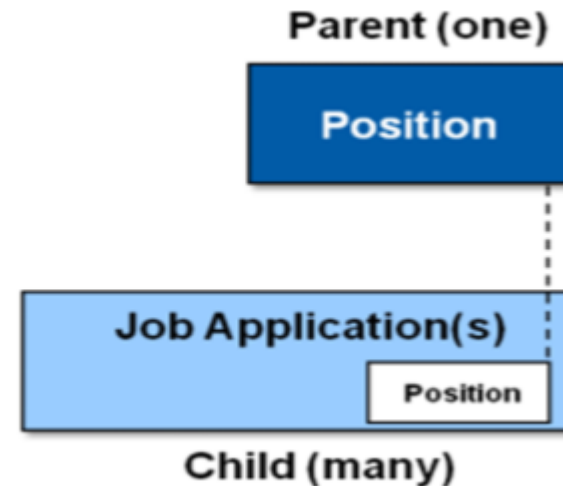 Parent (one)
Position
Job Application(s)
Position
Child (many)